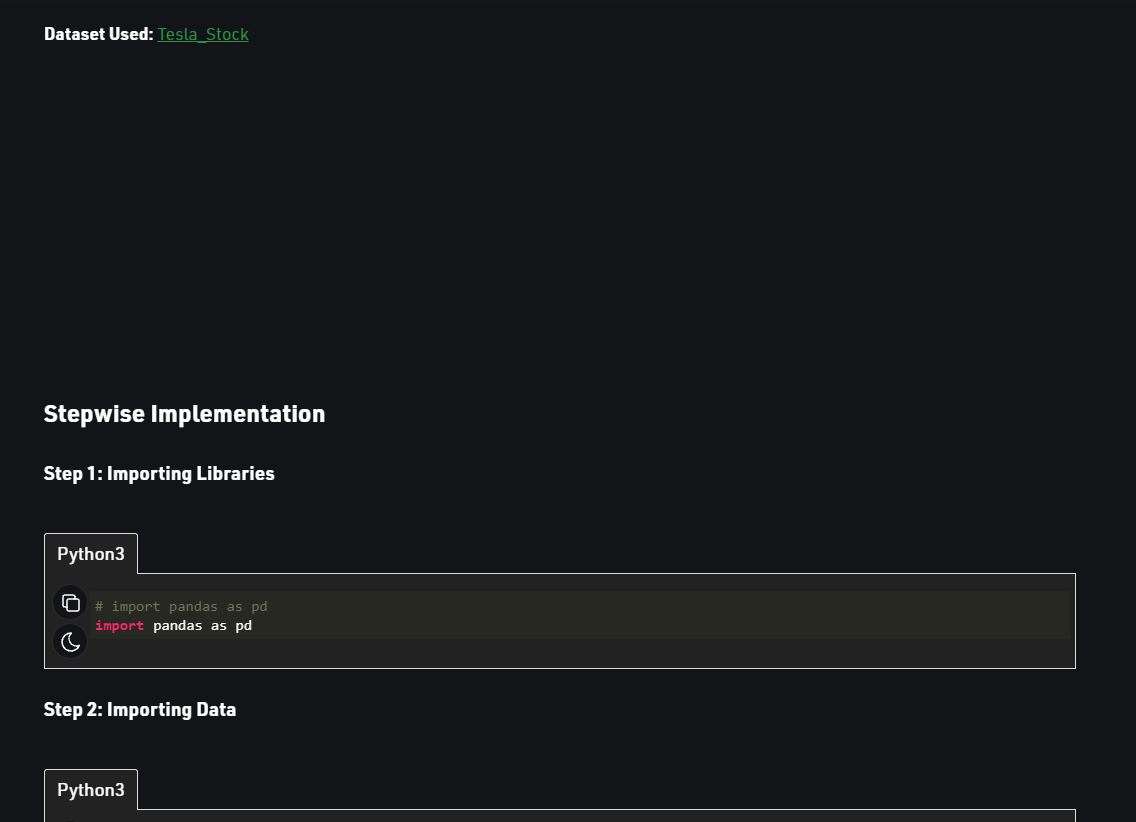 Dataset Used: Tesla_Stock
Stepwise Implementation
Step 1: Importing Libraries
Python3
# import pandas as pd
import pandas as pd
Step 2: Importing Data
Python3